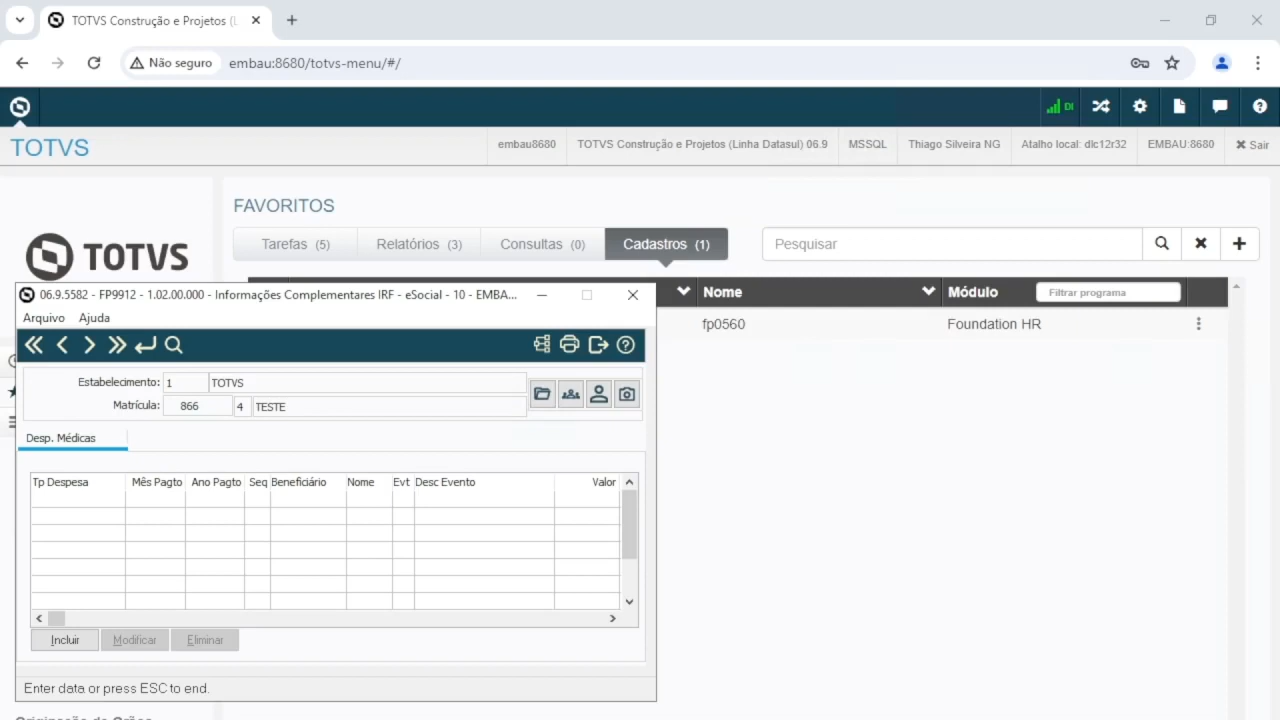 TOTVS Construção e Projetos (L
Não seguro
embau:8680/totvs-menu/#/
DI
TOTVS
embau8680
TOTVS Construção e Projetos (Linha Datasul) 06.9
MSSQL
Thiago Silveira NG
Atalho local: dlc12r32
EMBAU:8680
Sair
FAVORITOS
Tarefas (5)
Relatórios (3)
Consultas (0)
Cadastros (1)
Pesquisar
TOTVS
Nome
Módulo
Filtrar programa
fp0560
Foundation HR
06.9.5582 - FP9912 - 1.02.00.000 - Informações Complementares IRF - eSocial - 10 - EMBA...
Arquivo Ajuda
Estabelecimento: 1 TOTVS
Matrícula: 866 4 TESTE
Desp. Médicas
Tp Despesa Mês Pagto Ano Pagto Seq Beneficiário Nome Evt Desc Evento Valor
Incluir Modificar Eliminar
Enter data or press ESC to end.